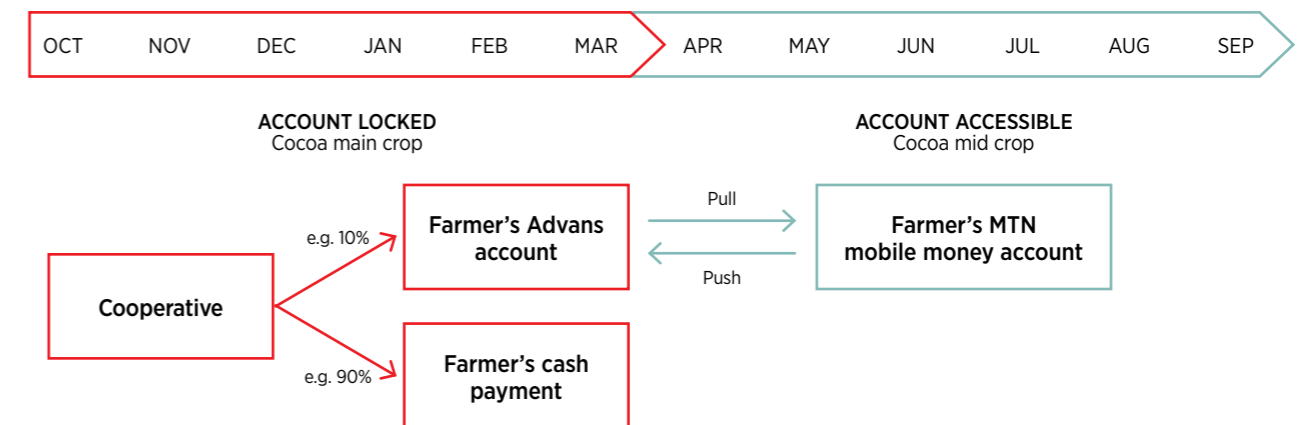 OCT NOV DEC JAN FEB MAR APR MAY JUN JUL AUG SEP
ACCOUNT LOCKED
Cocoa main crop
ACCOUNT ACCESSIBLE
Cocoa mid crop
Cooperative
e.g. 10%
e.g. 90%
Farmer’s Advans
account
Farmer’s cash
payment
Pull
Push
Farmer’s MTN
mobile money account